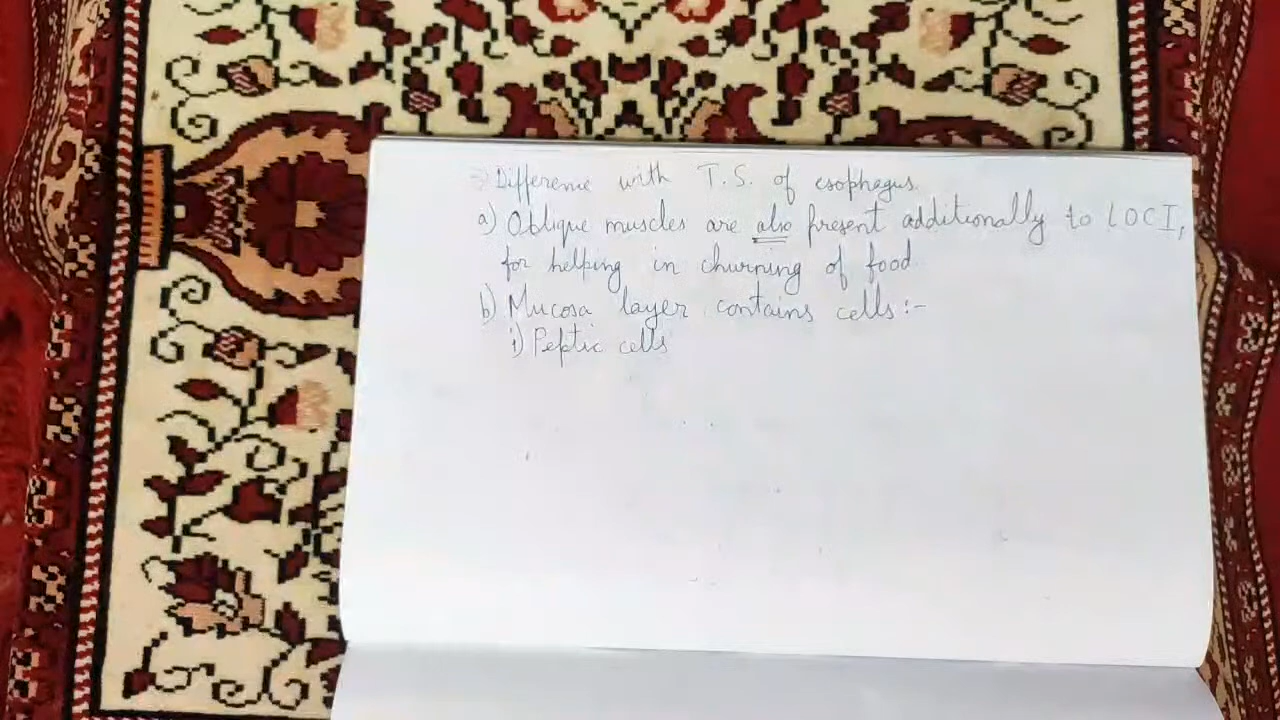 ⇒ Difference with T.S. of esophagus.
a) Oblique muscles are also present additionally to LOCI,
for helping in churning of food
b) Mucosa layer contains cells:-
i) Peptic cells